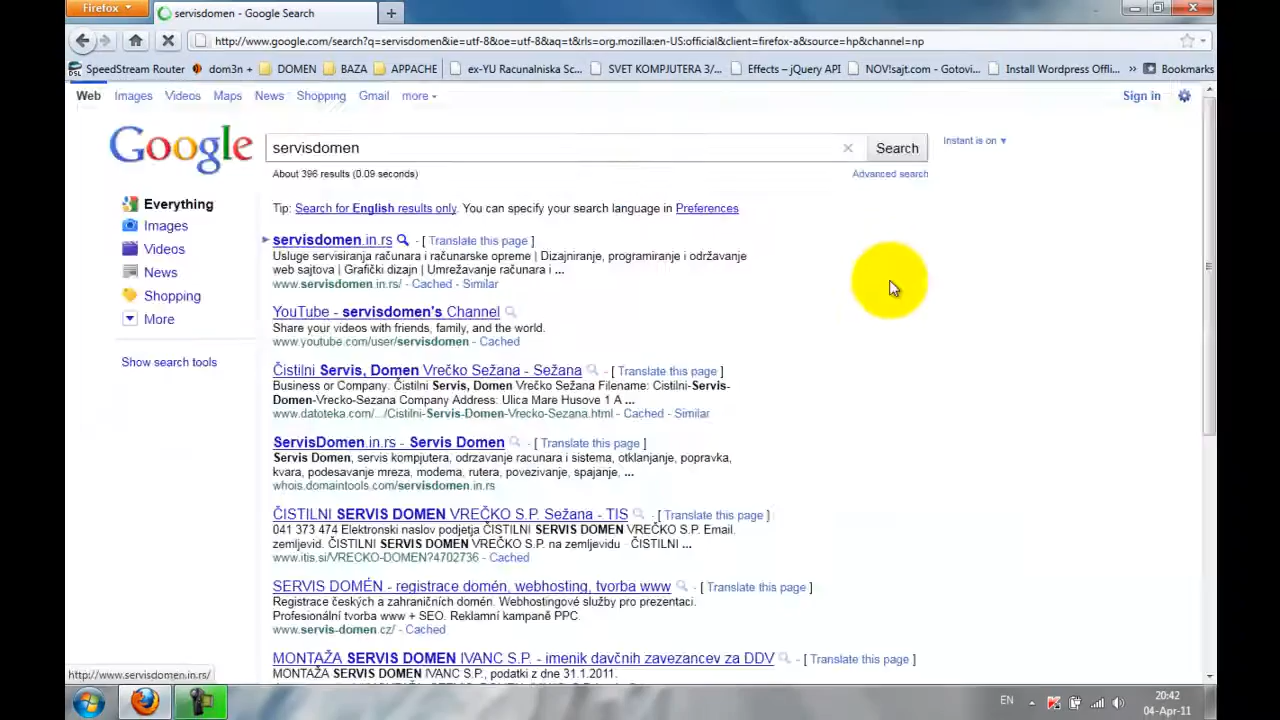 Firefox
servisdomen - Google Search
http://www.google.com/search?q=servisdomen&ie=utf-8&oe=utf-8&aq=t&rls=org.mozilla:en-US:official&client=firefox-a&source=hp&channel=np
SpeedStream Router dom3n + DOMEN BAZA APPACHE ex-YU Racunalniska Sc... SVET KOMPJUTERA 3/... Effects – jQuery API NOV!sajt.com - Gotovi... Install Wordpress Offli... » Bookmarks
Web Images Videos Maps News Shopping Gmail more Sign in
Google
servisdomen
Search
Instant is on
About 396 results (0.09 seconds)
Advanced search
Everything
Images
Videos
News
Shopping
More
Show search tools
Tip: Search for English results only. You can specify your search language in Preferences
servisdomen.in.rs - [ Translate this page ]
Usluge servisiranja računara i računarske opreme | Dizajniranje, programiranje i održavanje
web sajtova | Grafički dizajn | Umrežavanje računara i ...
www.servisdomen.in.rs/ - Cached - Similar
YouTube - servisdomen's Channel
Share your videos with friends, family, and the world.
www.youtube.com/user/servisdomen - Cached
Čistilni Servis, Domen Vrečko Sežana - Sežana - [ Translate this page ]
Business or Company. Čistilni Servis, Domen Vrečko Sežana Filename: Cistilni-Servis-
Domen-Vrecko-Sezana Company Address: Ulica Mare Husove 1 A ...
www.datoteka.com/.../Cistilni-Servis-Domen-Vrecko-Sezana.html - Cached - Similar
ServisDomen.in.rs - Servis Domen - [ Translate this page ]
Servis Domen, servis kompjutera, odrzavanje racunara i sistema, otklanjanje, popravka,
kvara, podesavanje mreza, modema, rutera, povezivanje, spajanje, ...
whois.domaintools.com/servisdomen.in.rs
ČISTILNI SERVIS DOMEN VREČKO S.P. Sežana - TIS - [ Translate this page ]
041 373 474 Elektronski naslov podjetja ČISTILNI SERVIS DOMEN VREČKO S.P. Email.
zemljevid. ČISTILNI SERVIS DOMEN VREČKO S.P. na zemljevidu · ČISTILNI ...
www.itis.si/VRECKO-DOMEN?4702736 - Cached
SERVIS DOMÉN - registrace domén, webhosting, tvorba www - [ Translate this page ]
Registrace českých a zahraničních domén. Webhostingové služby pro prezentaci.
Profesionální tvorba www + SEO. Reklamní kampaně PPC.
www.servis-domen.cz/ - Cached
MONTAŽA SERVIS DOMEN IVANC S.P. - imenik davčnih zavezancev za DDV - [ Translate this page ]
MONTAŽA SERVIS DOMEN IVANC S.P., podatki z dne 31.1.2011.
http://www.servisdomen.in.rs/
EN
20:42
04-Apr-11